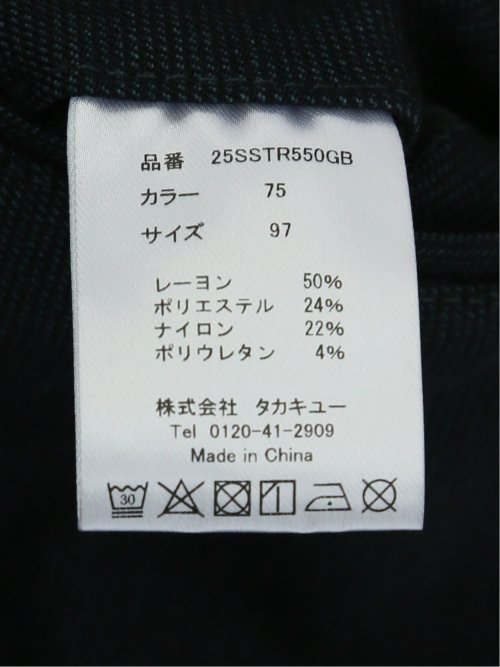 品番 25SSTR550GB
カラー 75
サイズ 97
レーヨン 50%
ポリエステル 24%
ナイロン 22%
ポリウレタン 4%
株式会社 タカキユー
Tel 0120-41-2909
Made in China
30